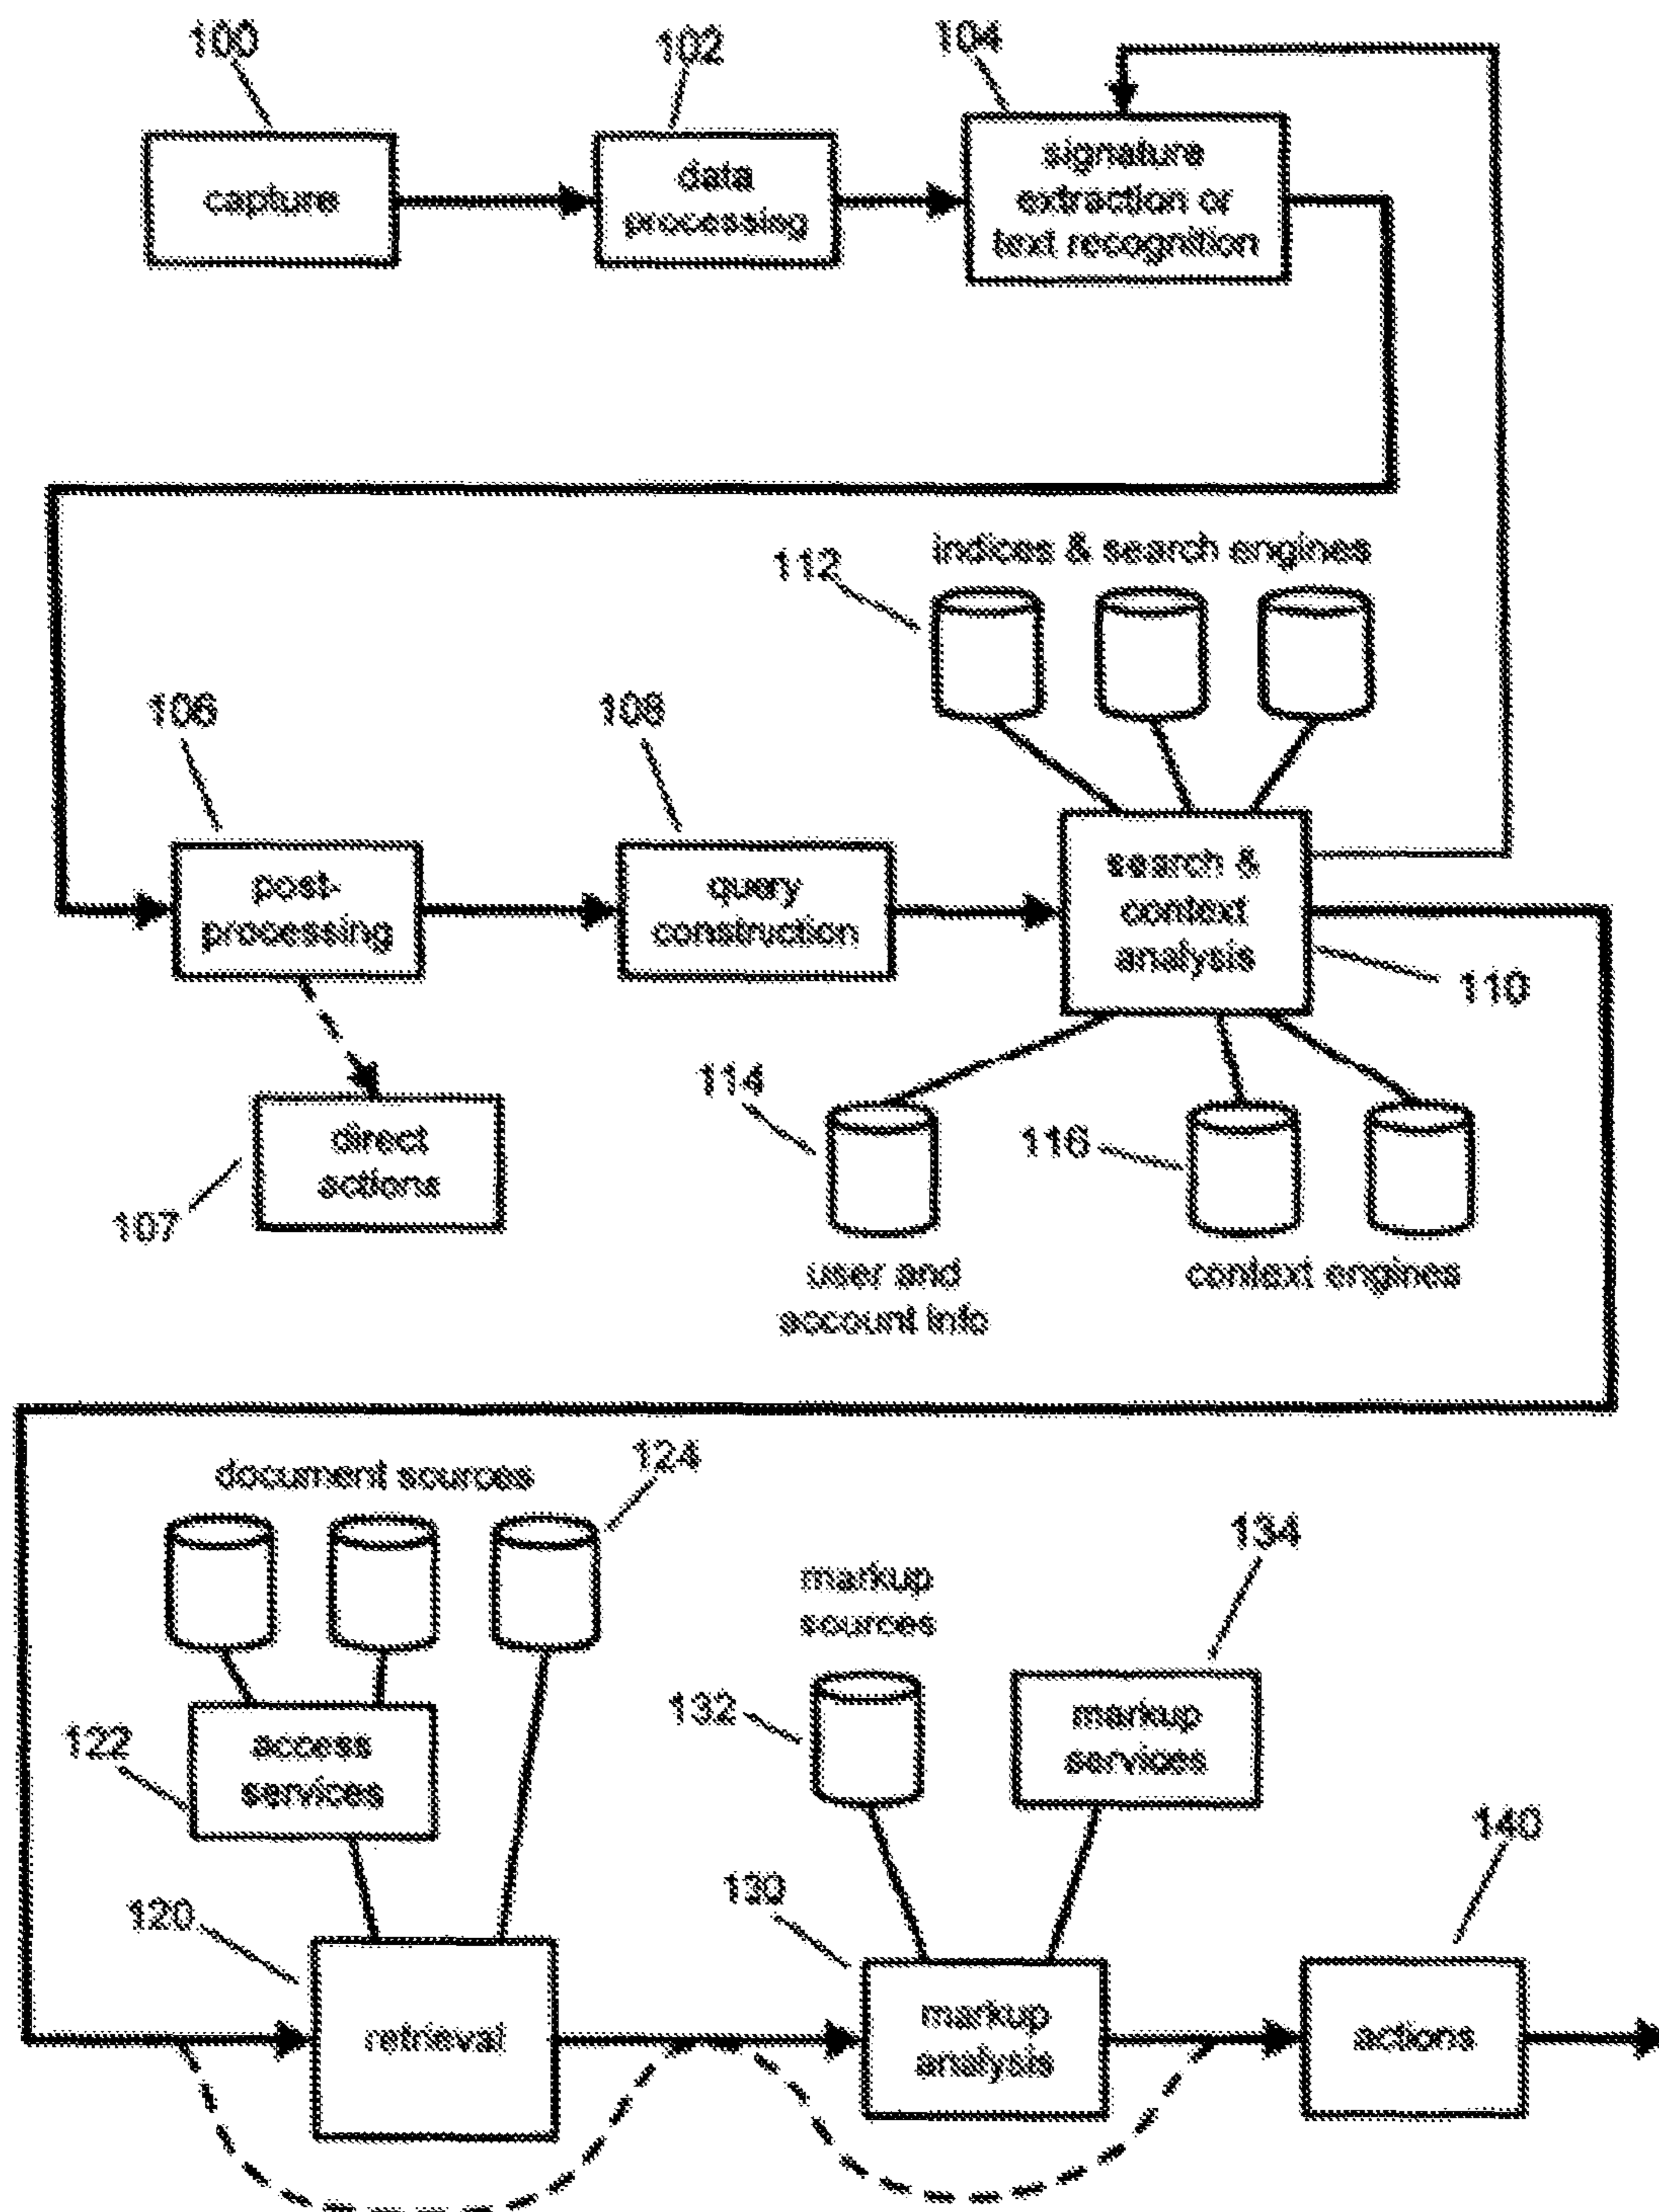 100
102
104
capture
data
processing
signature
extraction or
text recognition
indices & search engines
112
106
108
post-
processing
query
construction
search &
context
analysis
110
114
116
direct
actions
107
user and
account info
context engines
document sources
124
134
markup
sources
132
markup
services
122
access
services
140
120
130
retrieval
markup
analysis
actions